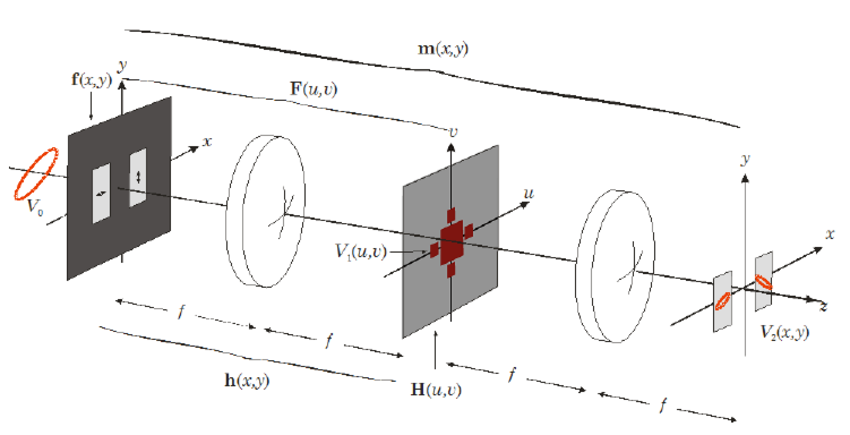 m(x,y)
f(x,y)
y
F(u,v)
x
v
u
y
x
V₀
V₁(u,v)
z
V₂(x,y)
f
f
f
f
h(x,y)
H(u,v)